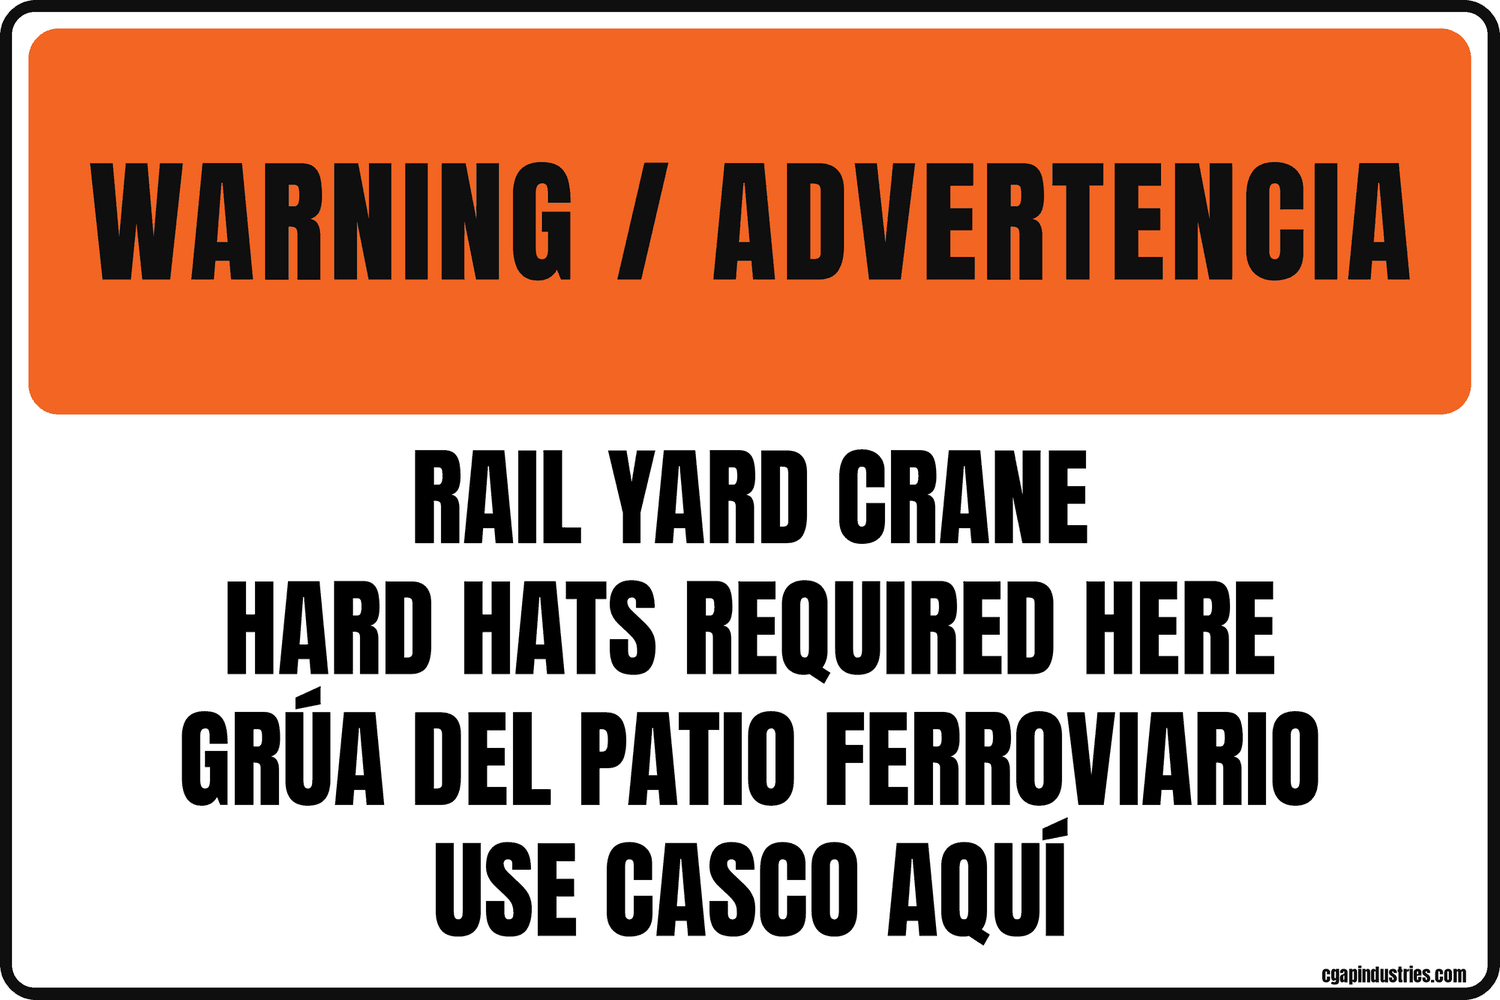 WARNING / ADVERTENCIA
RAIL YARD CRANE
HARD HATS REQUIRED HERE
GRÚA DEL PATIO FERROVIARIO
USE CASCO AQUÍ
cgapindustries.com